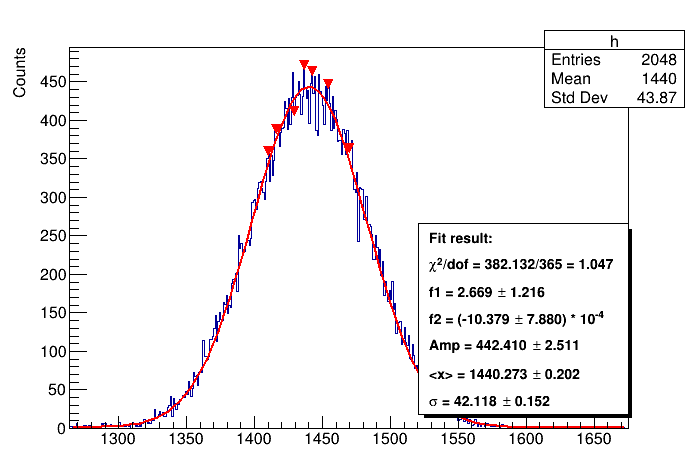 h
Entries 2048
Mean 1440
Std Dev 43.87
Counts
450
400
350
300
250
200
150
100
50
0
Fit result:
χ²/dof = 382.132/365 = 1.047
f1 = 2.669 ± 1.216
f2 = (-10.379 ± 7.880) * 10⁻⁴
Amp = 442.410 ± 2.511
<x> = 1440.273 ± 0.202
σ = 42.118 ± 0.152
1300 1350 1400 1450 1500 1550 1600 1650